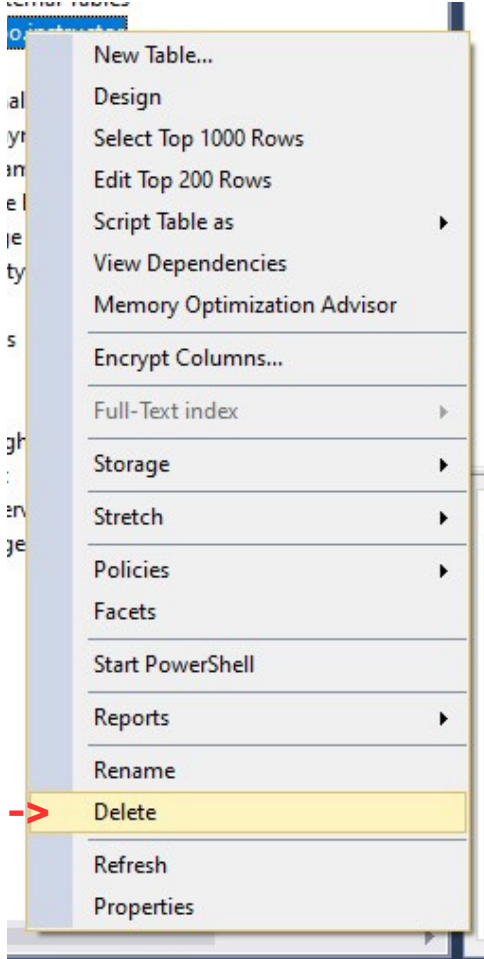 New Table...
Design
Select Top 1000 Rows
Edit Top 200 Rows
Script Table as
View Dependencies
Memory Optimization Advisor
Encrypt Columns...
Full-Text index
Storage
Stretch
Policies
Facets
Start PowerShell
Reports
Rename
-> Delete
Refresh
Properties